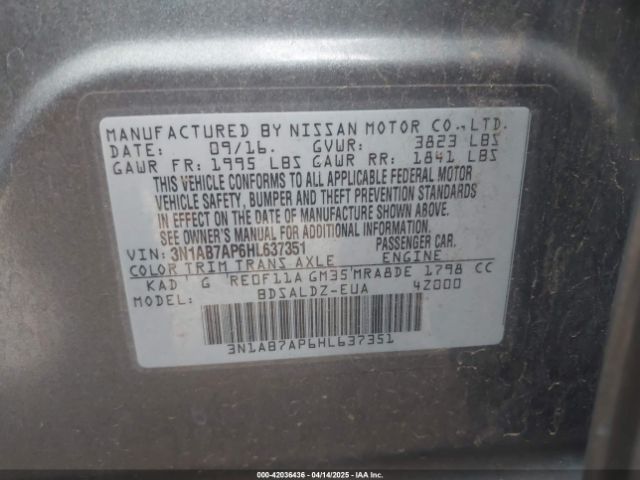 MANUFACTURED BY NISSAN MOTOR CO.,LTD.
DATE: 09/16. GVWR: 3823 LBS
GAWR FR: 1995 LBS GAWR RR: 1841 LBS
THIS VEHICLE CONFORMS TO ALL APPLICABLE FEDERAL MOTOR
VEHICLE SAFETY, BUMPER AND THEFT PREVENTION STANDARDS
IN EFFECT ON THE DATE OF MANUFACTURE SHOWN ABOVE.
SEE OWNER'S MANUAL FOR ADDITIONAL INFORMATION.
VIN: 3N1AB7AP6HL637351 PASSENGER CAR.
COLOR TRIM TRANS AXLE ENGINE
KAD G RE0F11A GM35 MRA8DE 1798 CC
MODEL: BDSALDZ-EUA 4Z000
3N1AB7AP6HL637351
000-42036436 - 04/14/2025 - IAA Inc.